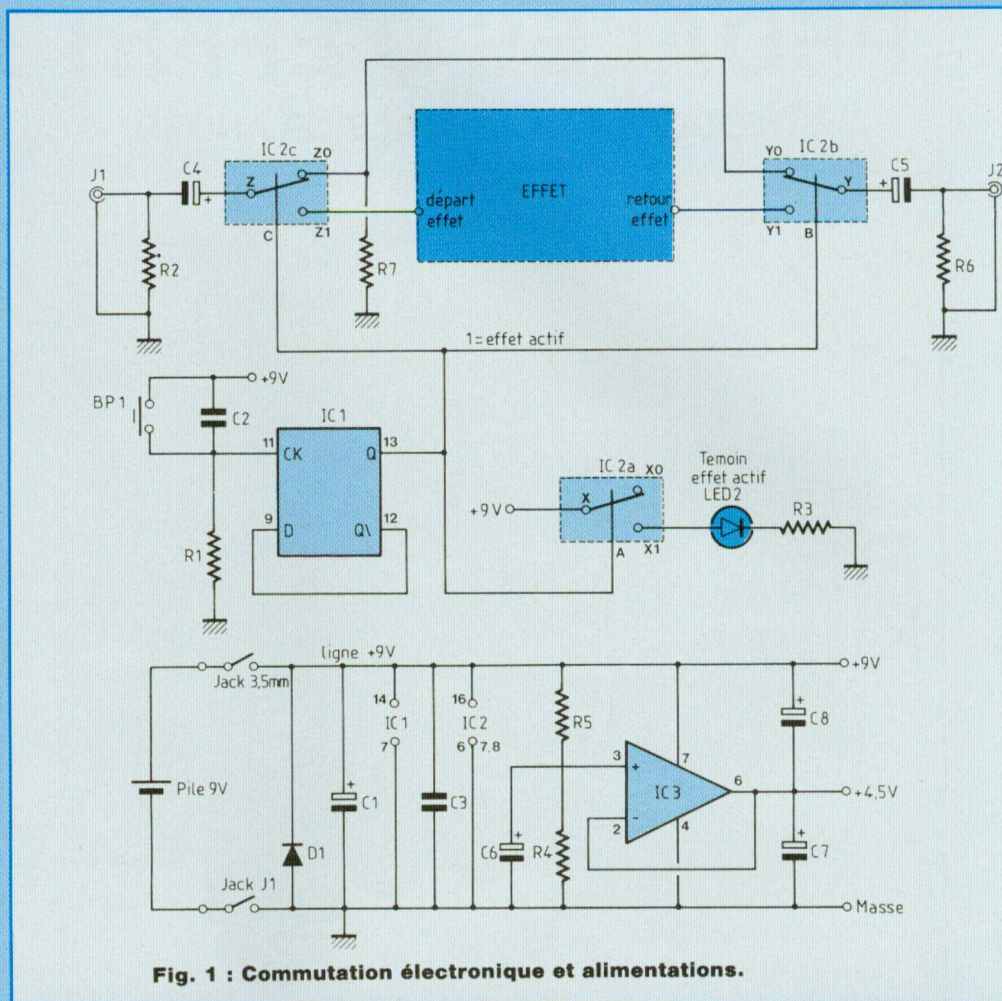 J1
C4
+
R2
IC 2c
Z0
Z
Z1
C
R7
EFFET
départ
effet
retour
effet
IC 2b
Y0
Y
Y1
B
C5
+
J2
R6
1=effet actif
BP1
+9V
C2
R1
IC1
11
CK
Q
13
9
D
Q\
12
IC 2a
X0
X
+9V
X1
A
Temoin
effet actif
LED2
R3
ligne +9V
Jack 3,5mm
Pile 9V
Jack J1
D1
+
C1
14
IC1
7
C3
16
IC2
6
7,8
R5
C6
+
R4
3
+
2
-
IC3
7
6
4
+9V
+
C8
+4,5V
+
C7
Masse
Fig. 1 : Commutation électronique et alimentations.